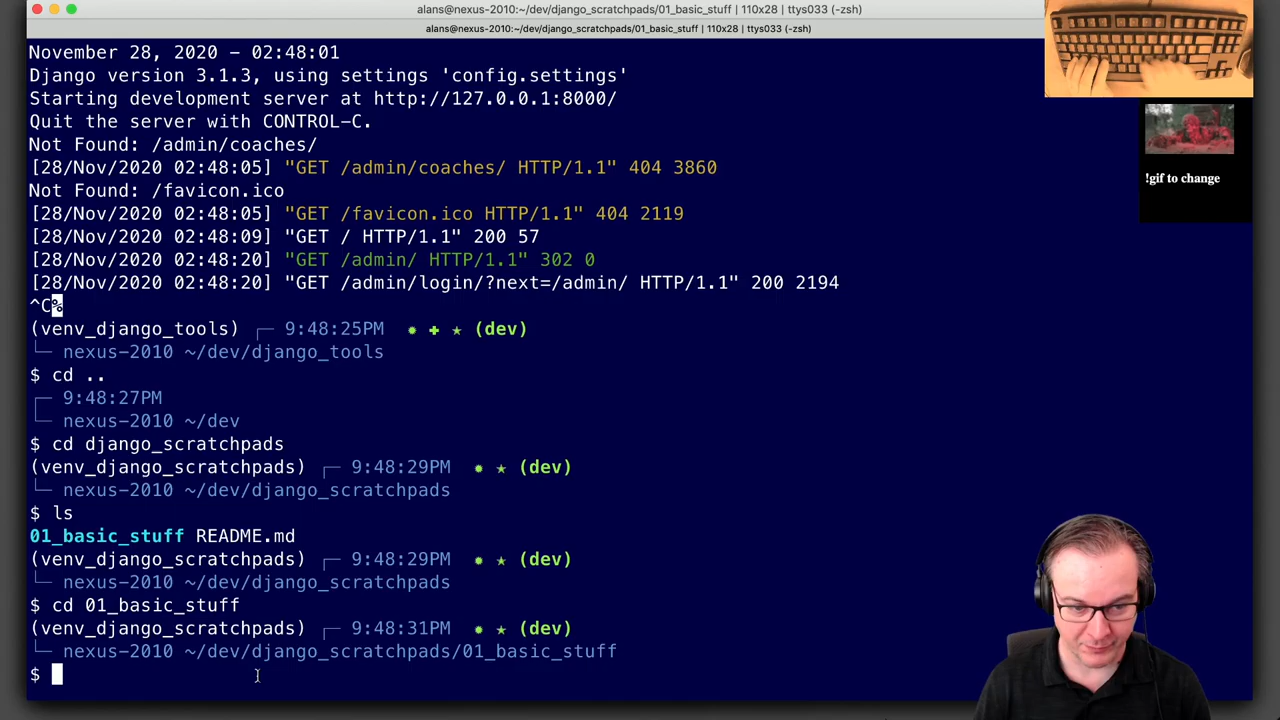 alans@nexus-2010:~/dev/django_scratchpads/01_basic_stuff | 110x28 | ttys033 (-zsh)
alans@nexus-2010:~/dev/django_scratchpads/01_basic_stuff | 110x28 | ttys033 (-zsh)
November 28, 2020 - 02:48:01
Django version 3.1.3, using settings 'config.settings'
Starting development server at http://127.0.0.1:8000/
Quit the server with CONTROL-C.
Not Found: /admin/coaches/
[28/Nov/2020 02:48:05] "GET /admin/coaches/ HTTP/1.1" 404 3860
Not Found: /favicon.ico
[28/Nov/2020 02:48:05] "GET /favicon.ico HTTP/1.1" 404 2119
[28/Nov/2020 02:48:09] "GET / HTTP/1.1" 200 57
[28/Nov/2020 02:48:20] "GET /admin/ HTTP/1.1" 302 0
[28/Nov/2020 02:48:20] "GET /admin/login/?next=/admin/ HTTP/1.1" 200 2194
^C%
(venv_django_tools) ┌─ 9:48:25PM ✹ ✚ ★ (dev)
└─ nexus-2010 ~/dev/django_tools
$ cd ..
┌─ 9:48:27PM
└─ nexus-2010 ~/dev
$ cd django_scratchpads
(venv_django_scratchpads) ┌─ 9:48:29PM ✹ ★ (dev)
└─ nexus-2010 ~/dev/django_scratchpads
$ ls
01_basic_stuff README.md
(venv_django_scratchpads) ┌─ 9:48:29PM ✹ ★ (dev)
└─ nexus-2010 ~/dev/django_scratchpads
$ cd 01_basic_stuff
(venv_django_scratchpads) ┌─ 9:48:31PM ✹ ★ (dev)
└─ nexus-2010 ~/dev/django_scratchpads/01_basic_stuff
$
!gif to change